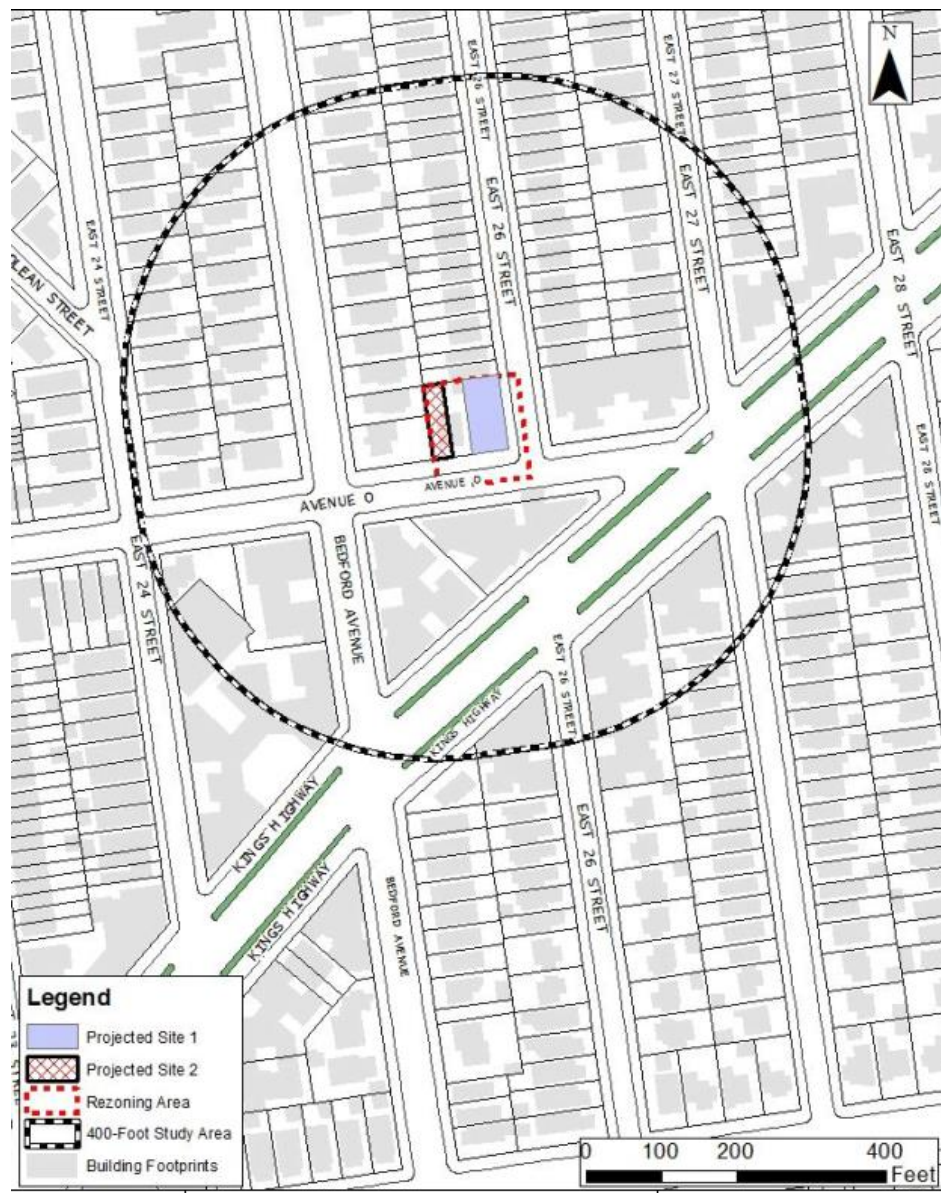 N
EAST 26 STREET
EAST 27 STREET
EAST 26 STREET
EAST 27 STREET
EAST 24 STREET
LEAN STREET
EAST 28 STREET
EAST 28 STREET
AVENUE O
AVENUE O
EAST 24 STREET
BEDFORD AVENUE
EAST 26 STREET
KINGS HIGHWAY
KINGS HIGHWAY
KINGS HIGHWAY
EAST 26 STREET
BEDFORD AVENUE
Legend
Projected Site 1
Projected Site 2
Rezoning Area
400-Foot Study Area
Building Footprints
0 100 200 400
Feet